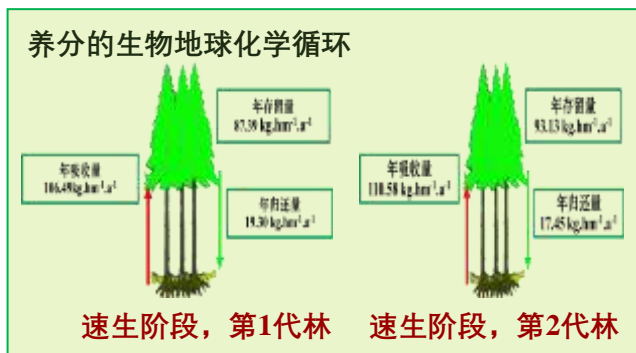 养分的生物地球化学循环
年存留量
87.39 kg.hm⁻².a⁻¹
年吸收量
106.69kg.hm⁻².a⁻¹
年归还量
19.30 kg.hm⁻².a⁻¹
速生阶段，第1代林
年存留量
93.13 kg.hm⁻².a⁻¹
年吸收量
110.58 kg.hm⁻².a⁻¹
年归还量
17.45 kg.hm⁻².a⁻¹
速生阶段，第2代林